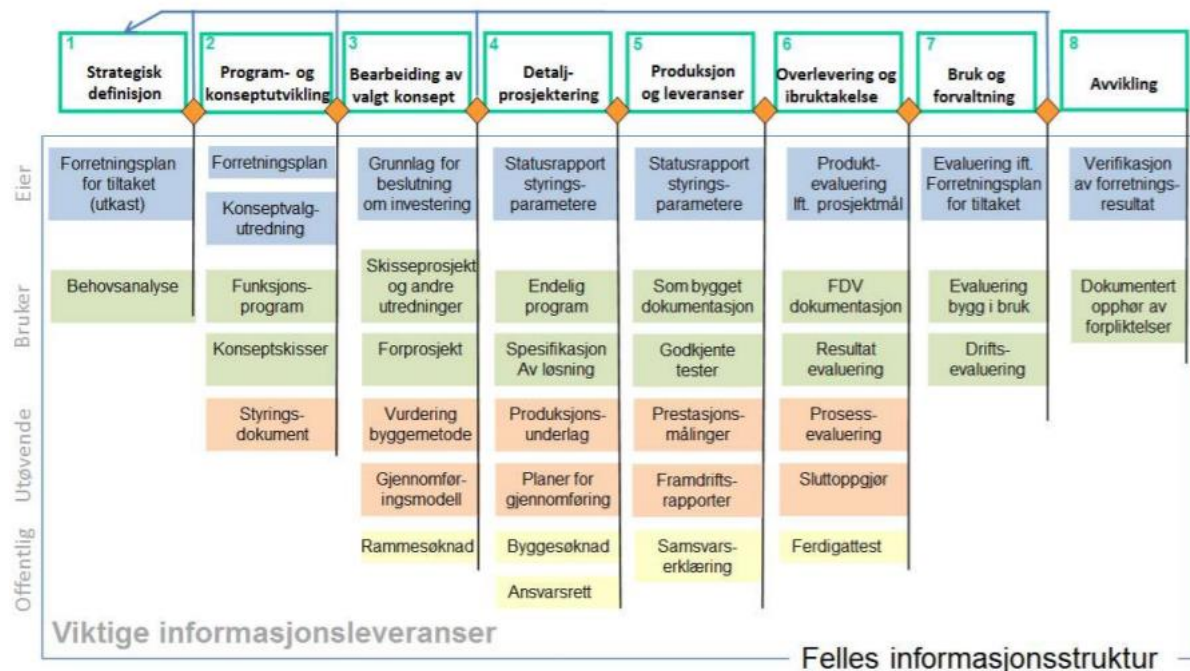 1
Strategisk
definisjon
2
Program- og
konseptutvikling
3
Bearbeiding av
valgt konsept
4
Detalj-
prosjektering
5
Produksjon
og leveranser
6
Overlevering og
ibruktakelse
7
Bruk og
forvaltning
8
Avvikling
Eier
Forretningsplan
for tiltaket
(utkast)
Forretningsplan
Konseptvalg-
utredning
Grunnlag for
beslutning
om investering
Statusrapport
styrings-
parametere
Statusrapport
styrings-
parametere
Produkt-
evaluering
Ift. prosjektmål
Evaluering ift.
Forretningsplan
for tiltaket
Verifikasjon
av forretnings-
resultat
Bruker
Behovsanalyse
Funksjons-
program
Konseptskisser
Skisseprosjekt
og andre
utredninger
Forprosjekt
Endelig
program
Spesifikasjon
Av løsning
Som bygget
dokumentasjon
Godkjente
tester
FDV
dokumentasjon
Resultat
evaluering
Evaluering
bygg i bruk
Drifts-
evaluering
Dokumentert
opphør av
forpliktelser
Utøvende
Styrings-
dokument
Vurdering
byggemetode
Gjennomfør-
ingsmodell
Produksjons-
underlag
Planer for
gjennomføring
Prestasjons-
målinger
Framdrifts-
rapporter
Prosess-
evaluering
Sluttoppgjør
Offentlig
Rammesøknad
Byggesøknad
Ansvarsrett
Samsvars-
erklæring
Ferdigattest
Viktige informasjonsleveranser
Felles informasjonsstruktur